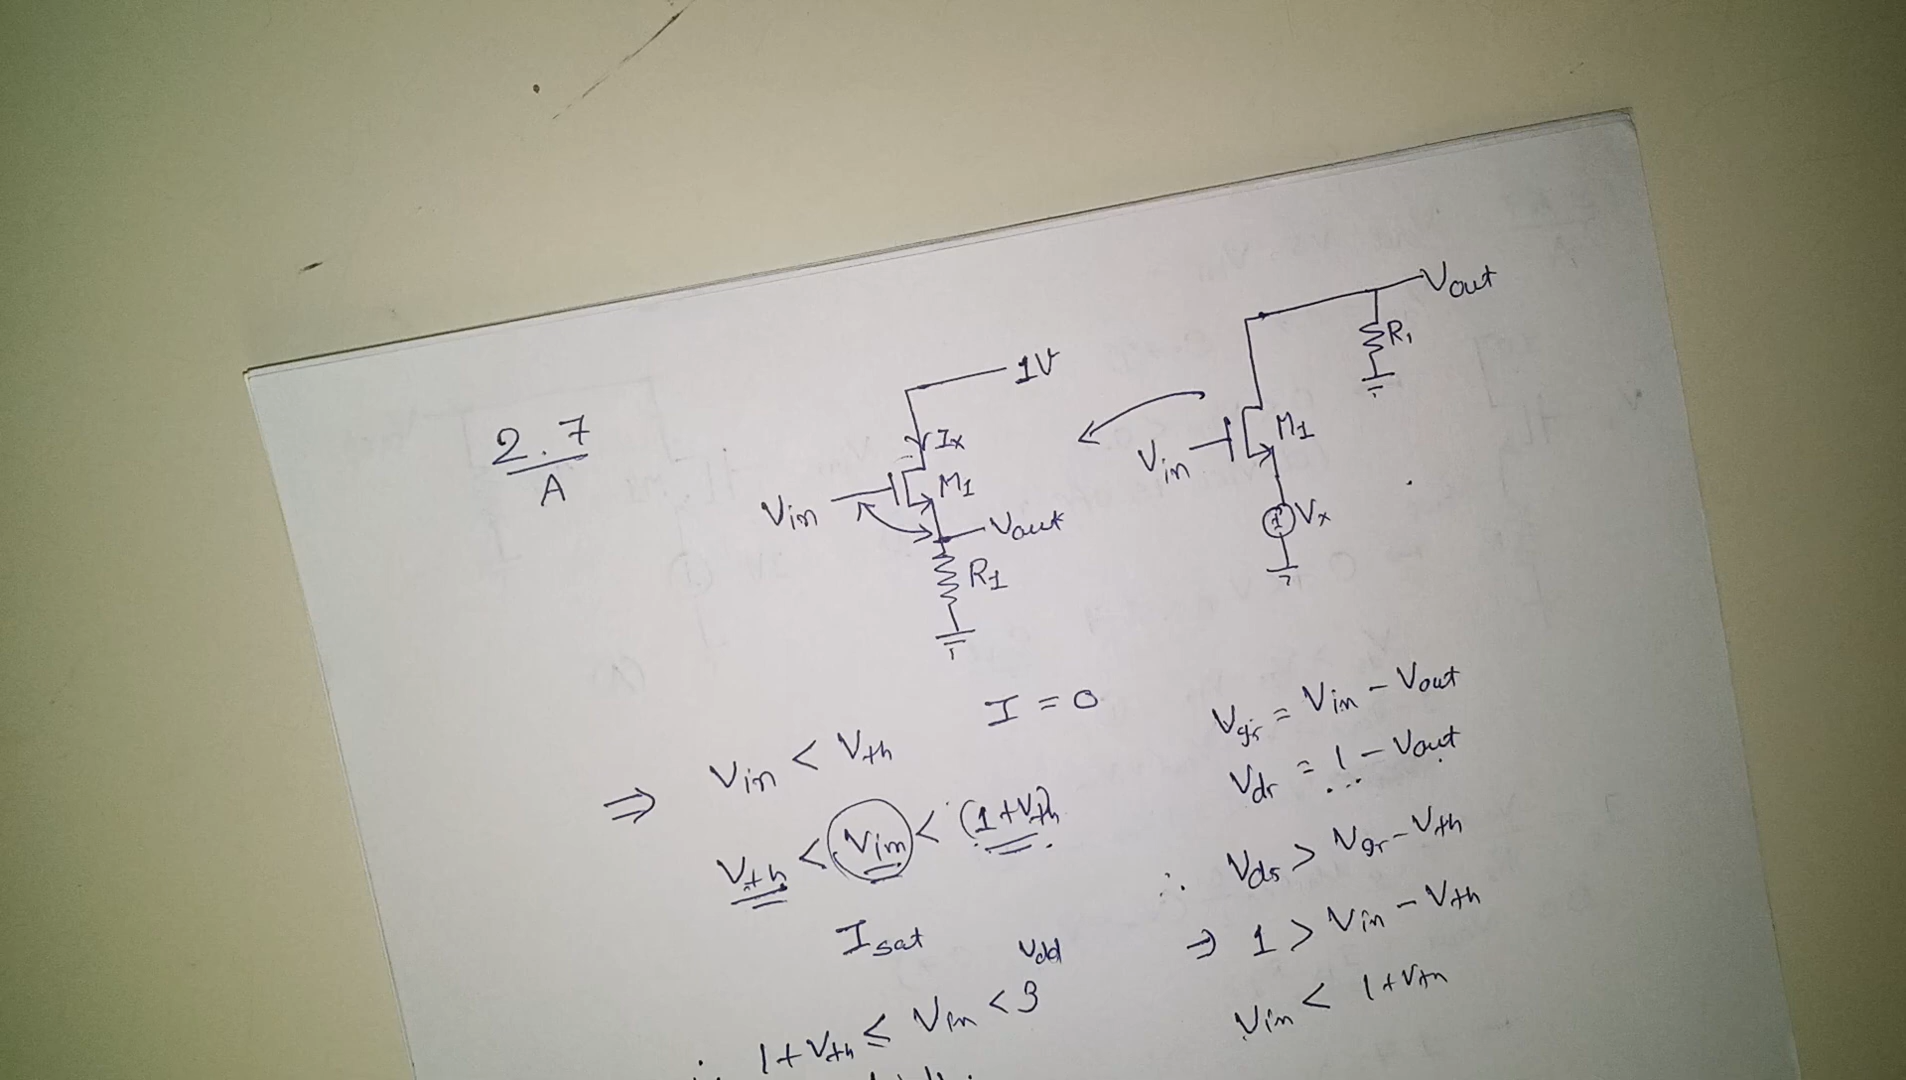 2.7
A
1V
Ix
M1
Vin
Vout
R1
Vout
R1
M1
Vin
1
Vx
I = 0
⇒ Vin < Vth
Vth < Vin < (1+Vth)
Isat
Vdd
∴ 1+Vth ≤ Vin < 3
Vgs = Vin - Vout
Vds = 1 - Vout
∴ Vds > Vgs - Vth
⇒ 1 > Vin - Vth
Vin < 1+Vth